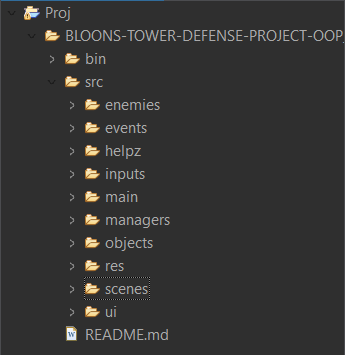 Proj
BLOONS-TOWER-DEFENSE-PROJECT-OOP
bin
src
enemies
events
helpz
inputs
main
managers
objects
res
scenes
ui
README.md